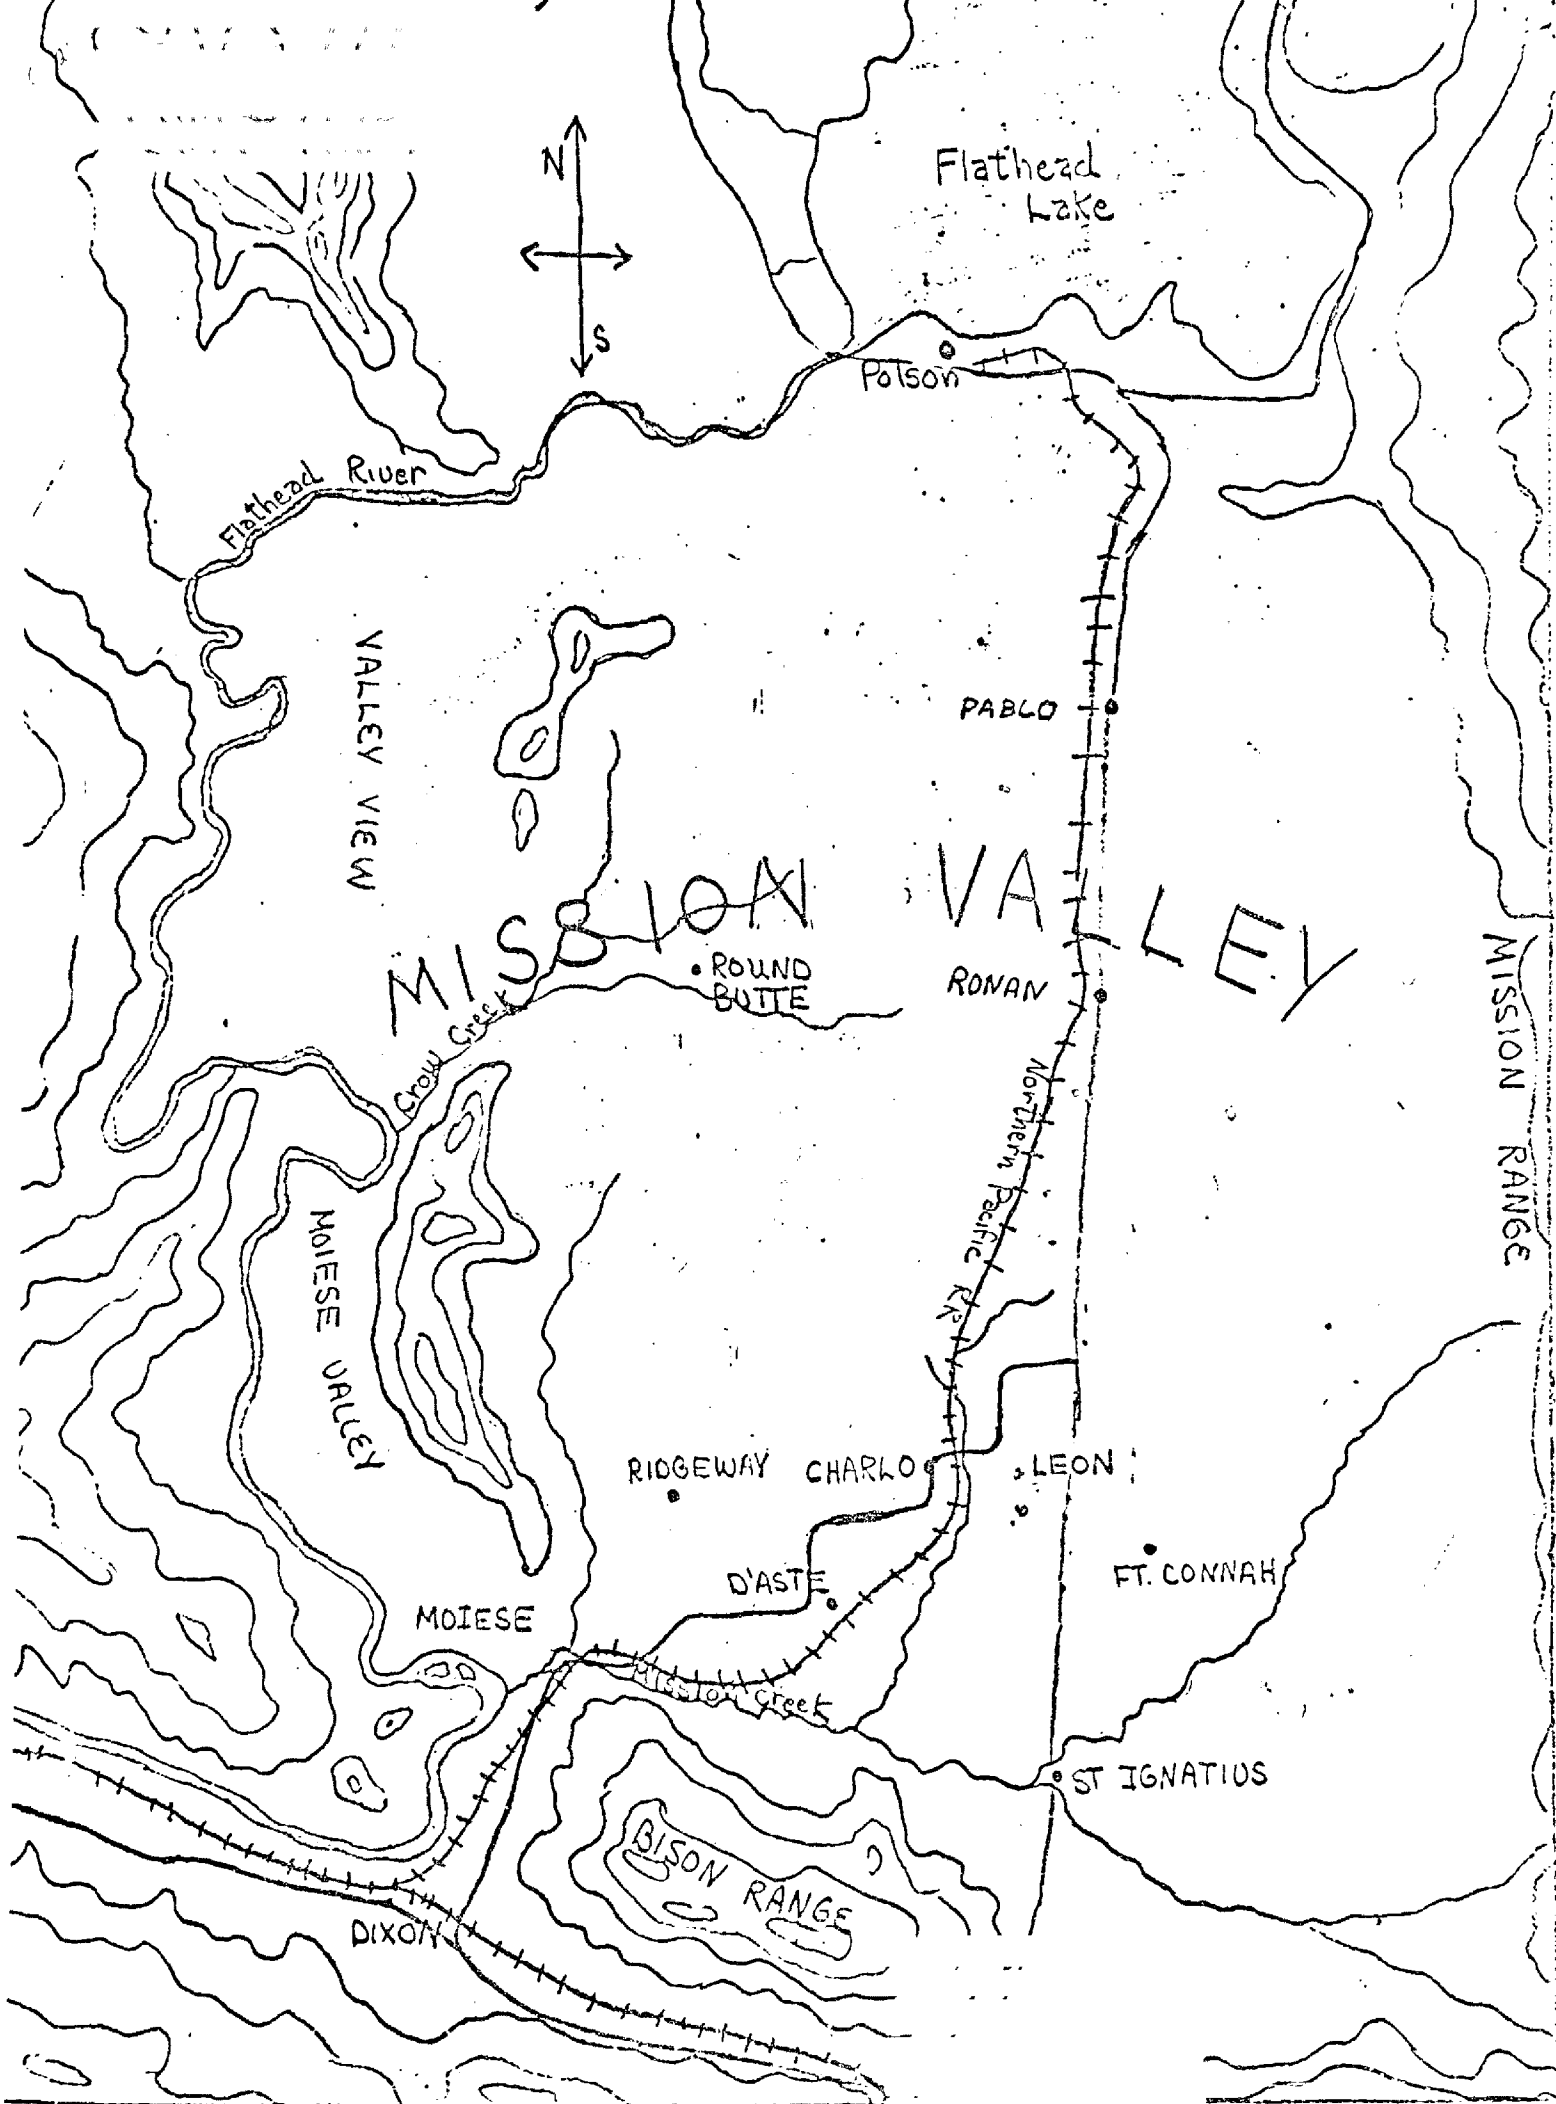 N
Flathead
Lake
S
Polson
Flathead River
VALLEY VIEW
PABLO
MISSION VALLEY
ROUND
BUTTE
RONAN
MISSION RANGE
Crow Creek
Northern Pacific RR
MOIESE VALLEY
RIDGEWAY
CHARLO
LEON
D'ASTE
FT. CONNAH
MOIESE
Mission Creek
ST IGNATIUS
BISON RANGE
DIXON